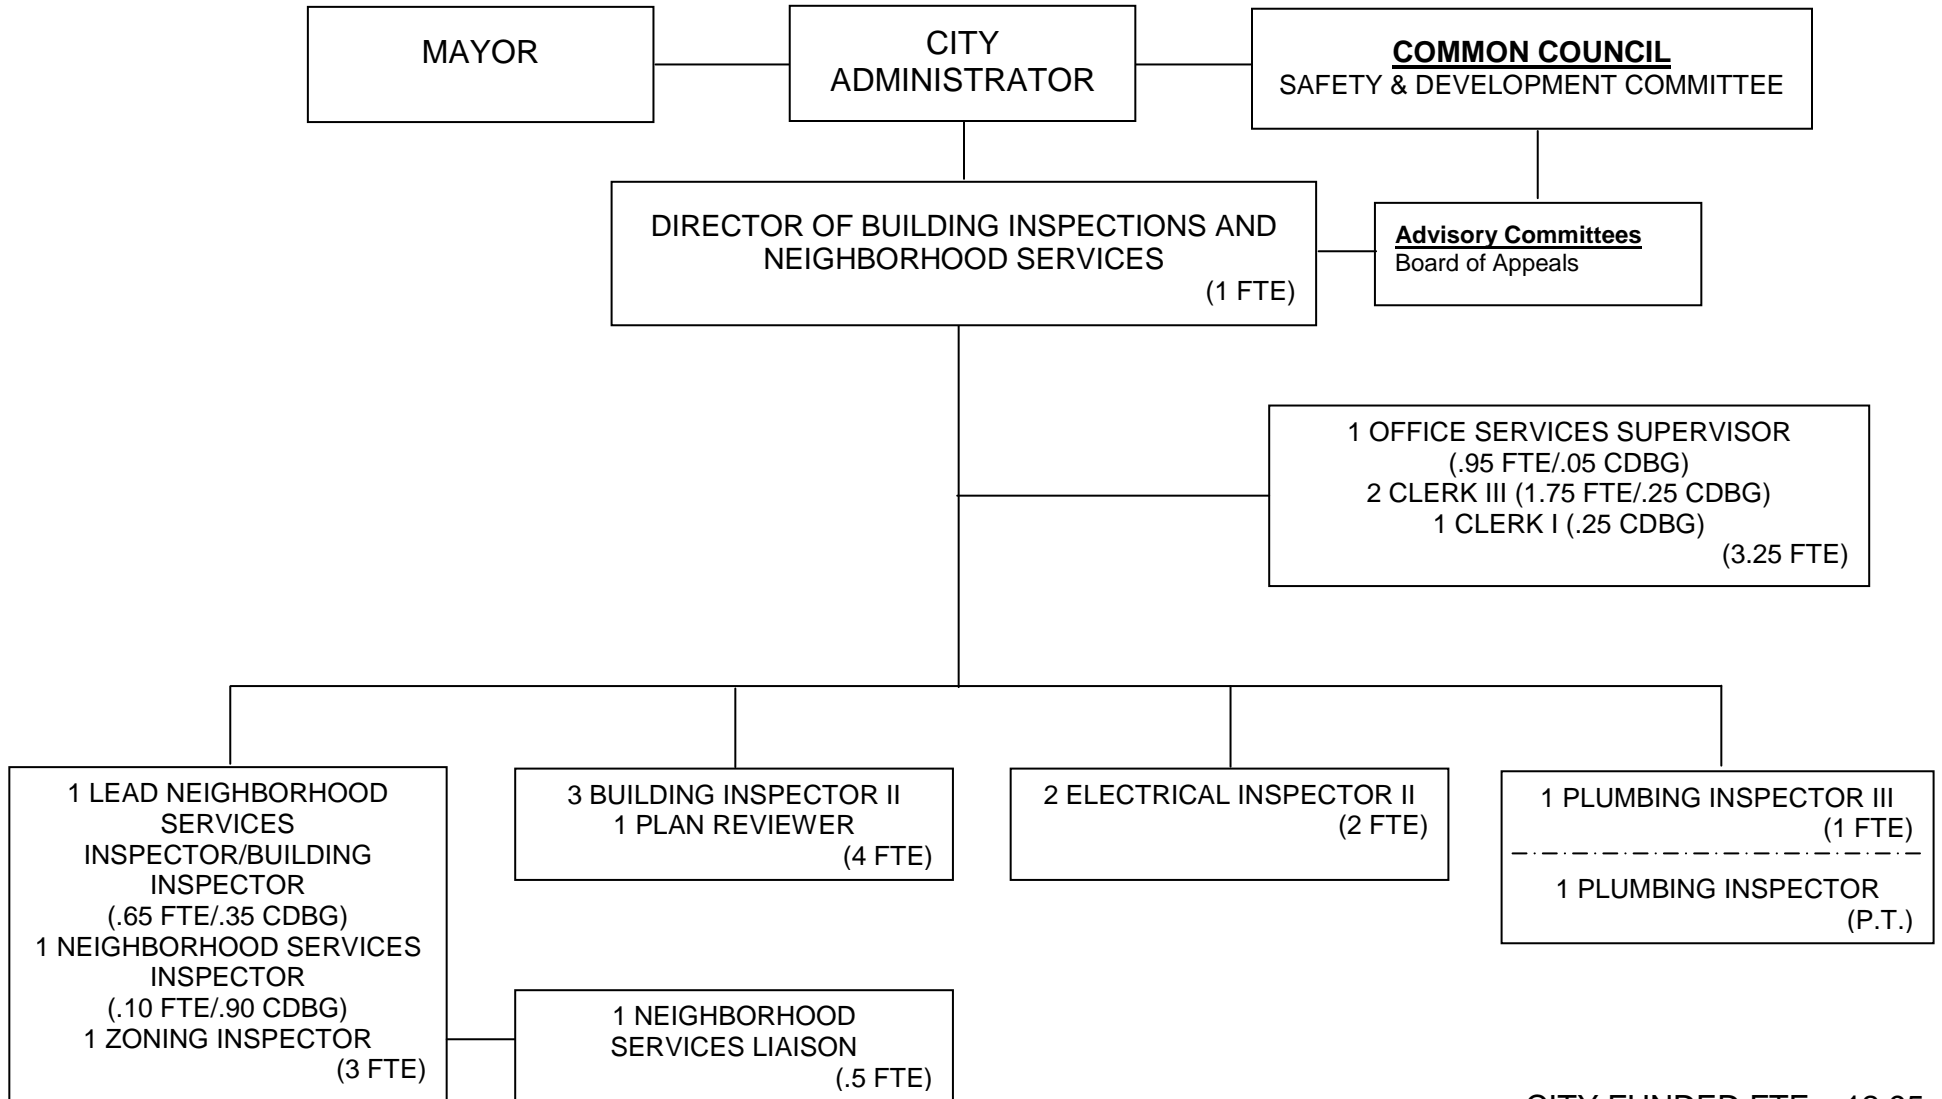 MAYOR
CITY
ADMINISTRATOR
COMMON COUNCIL
SAFETY & DEVELOPMENT COMMITTEE
DIRECTOR OF BUILDING INSPECTIONS AND
NEIGHBORHOOD SERVICES
(1 FTE)
Advisory Committees
Board of Appeals
1 OFFICE SERVICES SUPERVISOR
(.95 FTE/.05 CDBG)
2 CLERK III (1.75 FTE/.25 CDBG)
1 CLERK I (.25 CDBG)
(3.25 FTE)
1 LEAD NEIGHBORHOOD
SERVICES
INSPECTOR/BUILDING
INSPECTOR
(.65 FTE/.35 CDBG)
1 NEIGHBORHOOD SERVICES
INSPECTOR
(.10 FTE/.90 CDBG)
1 ZONING INSPECTOR
(3 FTE)
1 NEIGHBORHOOD
SERVICES LIAISON
(.5 FTE)
3 BUILDING INSPECTOR II
1 PLAN REVIEWER
(4 FTE)
2 ELECTRICAL INSPECTOR II
(2 FTE)
1 PLUMBING INSPECTOR III
(1 FTE)
1 PLUMBING INSPECTOR
(P.T.)
CITY FUNDED FTE